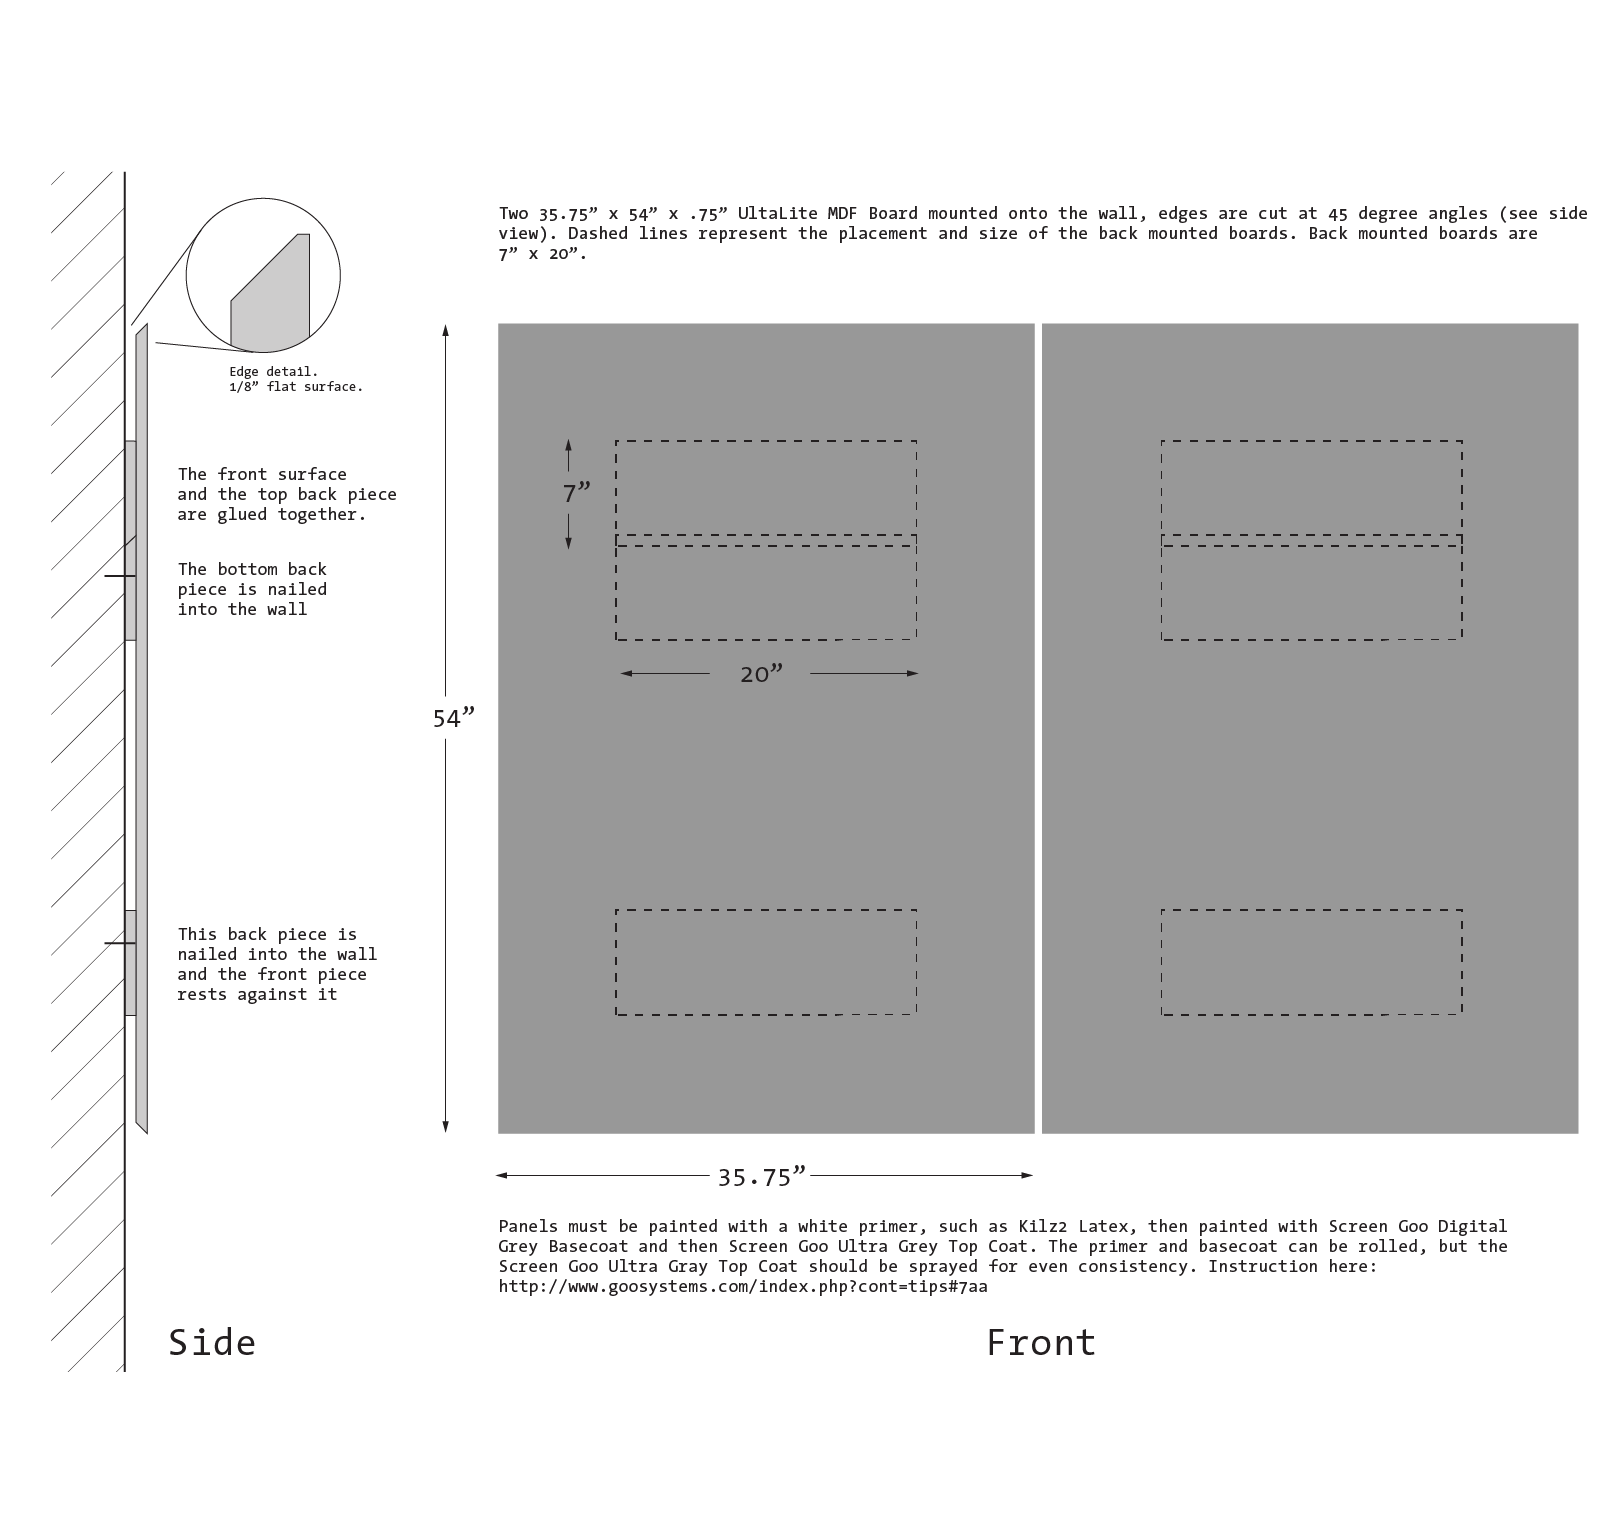 Two 35.75” x 54” x .75” UltaLite MDF Board mounted onto the wall, edges are cut at 45 degree angles (see side
view). Dashed lines represent the placement and size of the back mounted boards. Back mounted boards are
7” x 20”.
Edge detail.
1/8” flat surface.
The front surface
and the top back piece
are glued together.
The bottom back
piece is nailed
into the wall
This back piece is
nailed into the wall
and the front piece
rests against it
54”
7”
20”
35.75”
Panels must be painted with a white primer, such as Kilz2 Latex, then painted with Screen Goo Digital
Grey Basecoat and then Screen Goo Ultra Grey Top Coat. The primer and basecoat can be rolled, but the
Screen Goo Ultra Gray Top Coat should be sprayed for even consistency. Instruction here:
http://www.goosystems.com/index.php?cont=tips#7aa
Side
Front